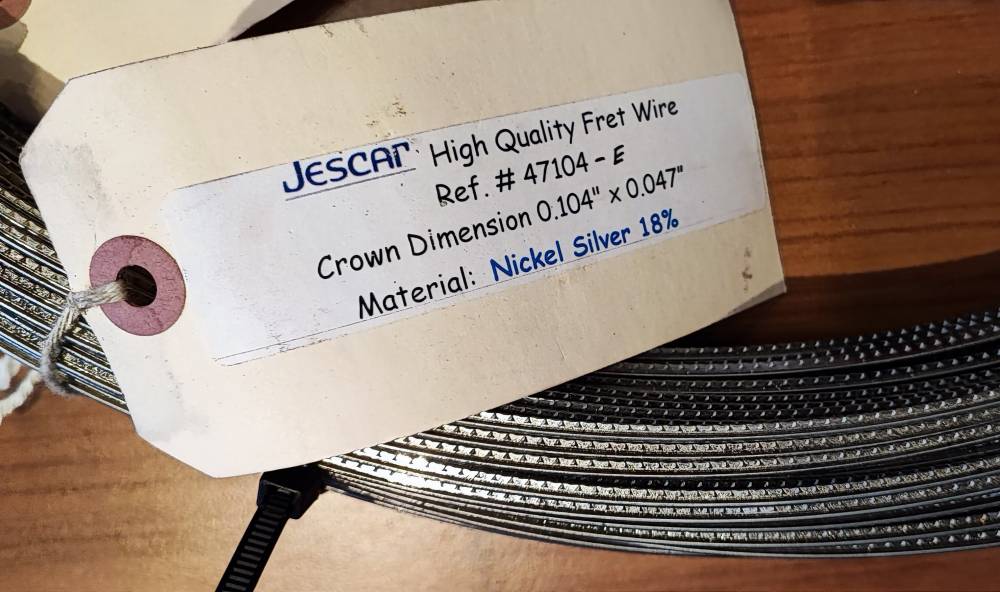 JESCAR High Quality Fret Wire
Ref. # 47104 - E
Crown Dimension 0.104" x 0.047"
Material: Nickel Silver 18%